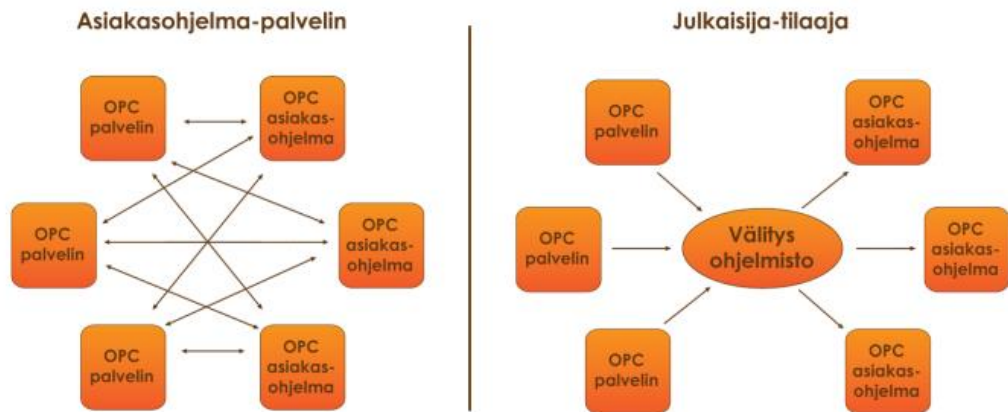 Asiakasohjelma-palvelin
OPC
palvelin
OPC
asiakas-
ohjelma
OPC
palvelin
OPC
asiakas-
ohjelma
OPC
palvelin
OPC
asiakas-
ohjelma
Julkaisija-tilaaja
OPC
palvelin
OPC
asiakas-
ohjelma
OPC
palvelin
Välitys
ohjelmisto
OPC
asiakas-
ohjelma
OPC
palvelin
OPC
asiakas-
ohjelma